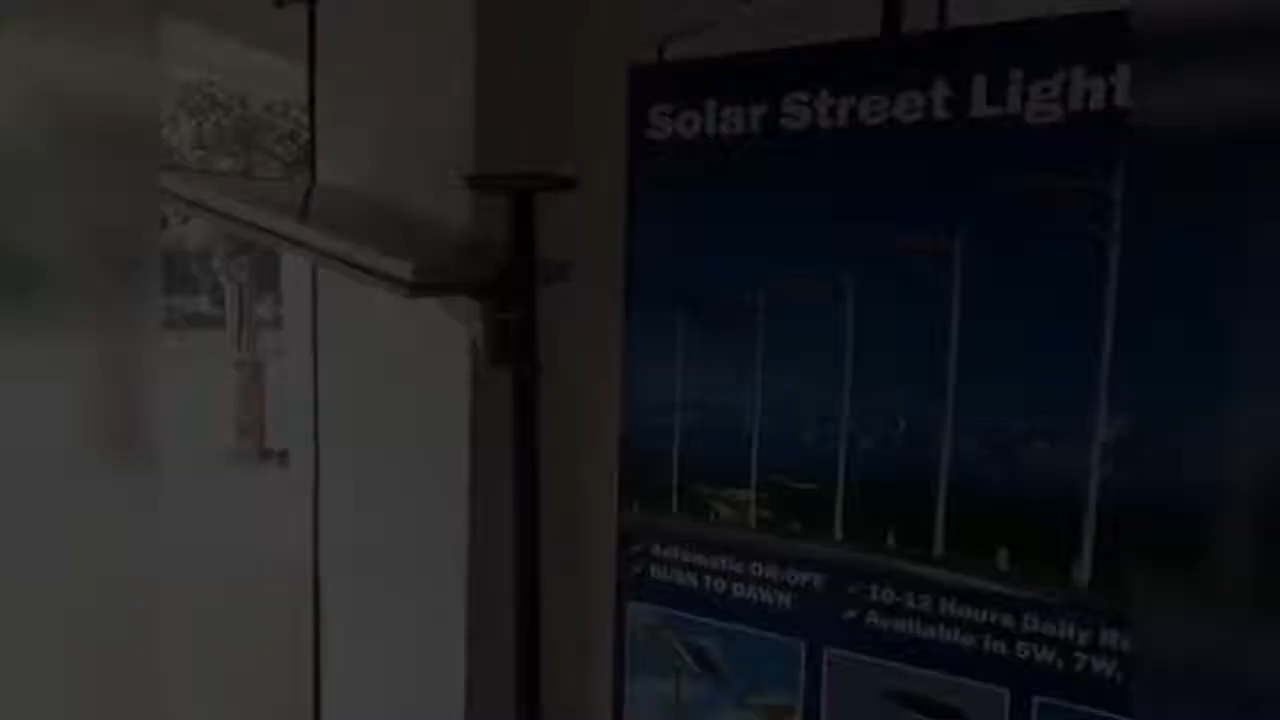 Solar Street Light
✓ Automatic ON-OFF
✓ DUSK TO DAWN
✓ 10-12 Hours Daily
✓ Available in 5W, 7W,